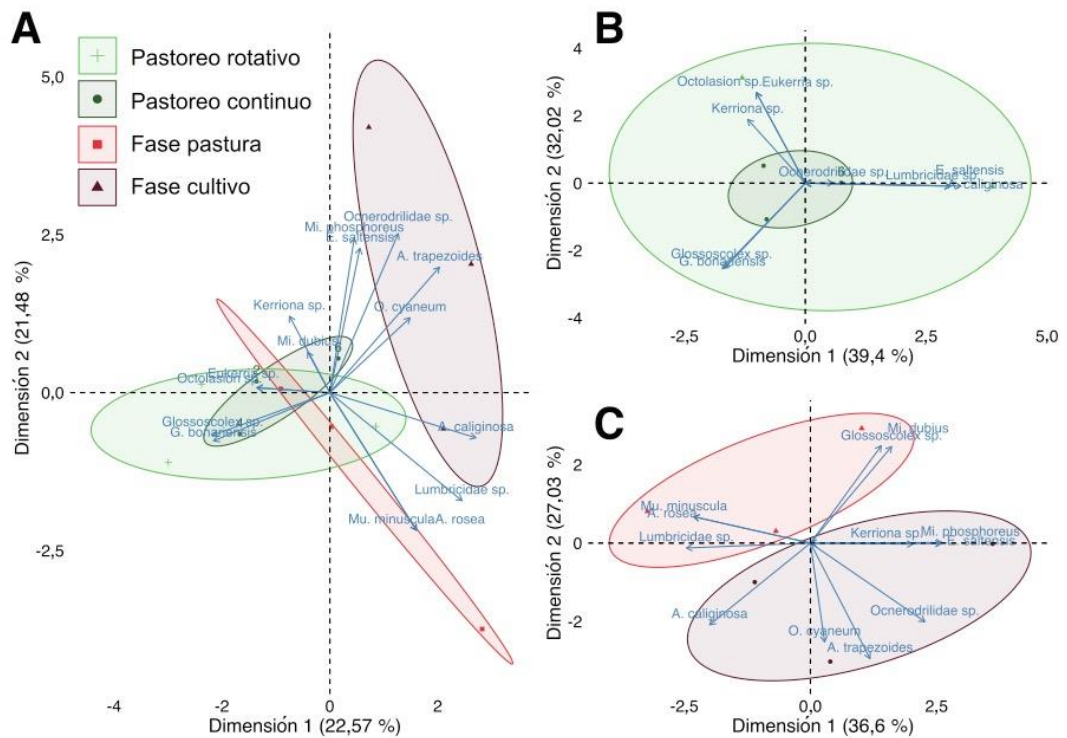 A
Pastoreo rotativo
Pastoreo continuo
Fase pastura
Fase cultivo
5,0
2,5
0,0
-2,5
Dimensión 2 (21,48 %)
Ocnerodrilidae sp.
Mi. phosphoreus
E. saltensis
A. trapezoides
Kerriona sp.
O. cyaneum
Mi. dubius
Eukerria sp.
Octolasion sp.
Glossoscolex sp.
G. bonariensis
A. caliginosa
Lumbricidae sp.
Mu. minuscula
A. rosea
-4
-2
0
2
Dimensión 1 (22,57 %)
B
4
2
0
-2
-4
Dimensión 2 (32,02 %)
Octolasion sp.
Eukerria sp.
Kerriona sp.
Ocnerodrilidae sp.
Lumbricidae sp.
E. saltensis
caliginosa
Glossoscolex sp.
G. bonariensis
-2,5
0,0
2,5
5,0
Dimensión 1 (39,4 %)
C
2
0
-2
Dimensión 2 (27,03 %)
Mi. dubius
Glossoscolex sp.
Mu. minuscula
A. rosea
Lumbricidae sp.
Kerriona sp.
Mi. phosphoreus
E. saltensis
A. caliginosa
Ocnerodrilidae sp.
O. cyaneum
A. trapezoides
-2,5
0,0
2,5
Dimensión 1 (36,6 %)